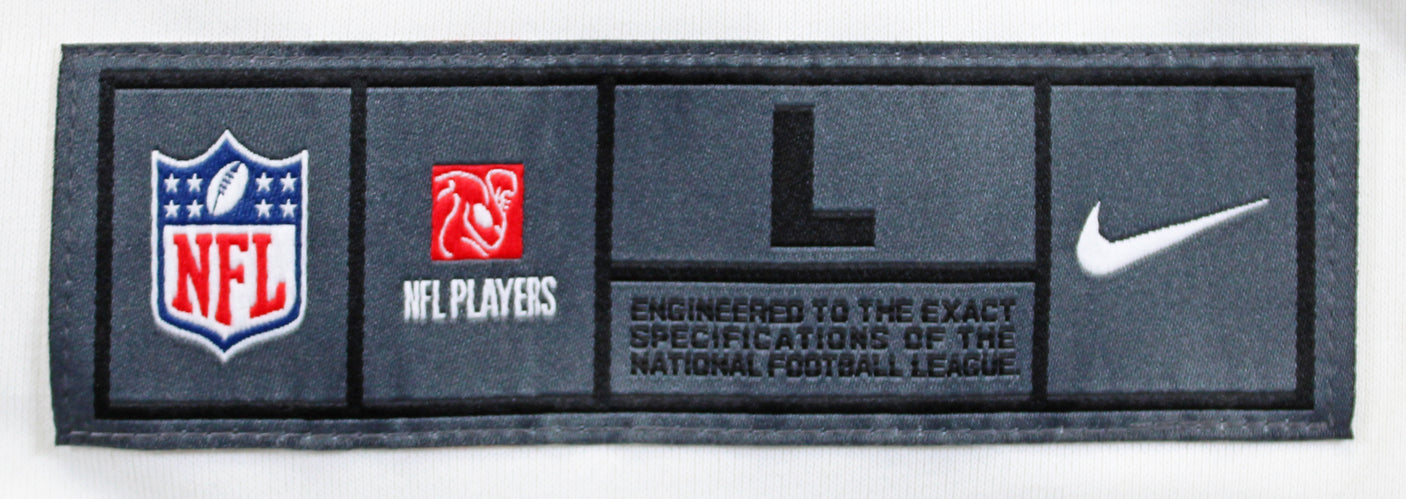 NFL
NFL PLAYERS
L
ENGINEERED TO THE EXACT
SPECIFICATIONS OF THE
NATIONAL FOOTBALL LEAGUE.